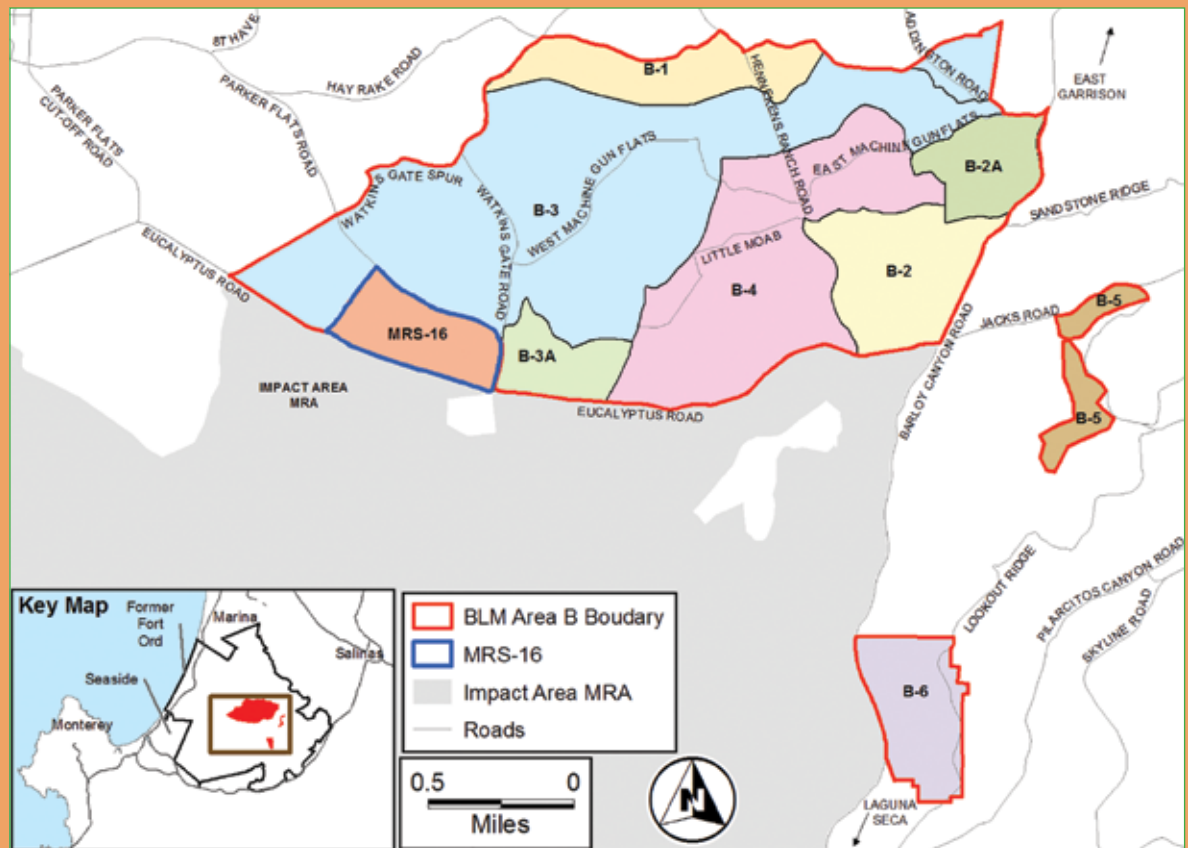 8TH AVE
HAY RAKE ROAD
PARKER FLATS
CUT-OFF ROAD
PARKER FLATS ROAD
B-1
HENNEKENS RANCH ROAD
ADDINGTON ROAD
EAST
GARRISON
WEST MACHINE GUN FLATS
EAST MACHINE GUN FLATS
B-2A
SANDSTONE RIDGE
WATKINS GATE SPUR
B-3
WATKINS GATE ROAD
EUCALYPTUS ROAD
LITTLE MOAB
B-4
B-2
B-5
JACKS ROAD
MRS-16
B-3A
BARLOY CANYON ROAD
IMPACT AREA
MRA
EUCALYPTUS ROAD
B-5
LOOKOUT RIDGE
PILARCITOS CANYON ROAD
SKYLINE ROAD
B-6
LAGUNA
SECA
Key Map
Former
Fort
Ord
Marina
Salinas
Seaside
Monterey
BLM Area B Boudary
MRS-16
Impact Area MRA
Roads
0.5 0
Miles
N